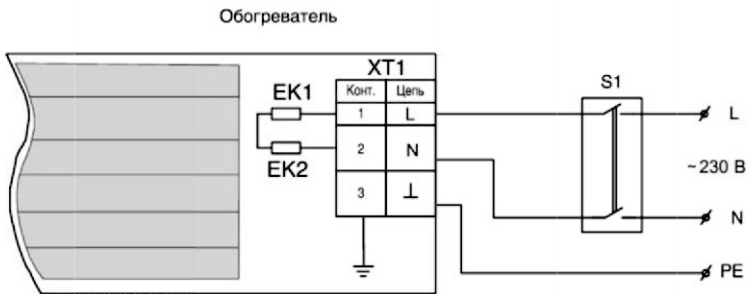 Обогреватель
XT1
Конт. Цепь
EK1
1 L
2 N
EK2
3 ⊥
S1
L
~230 В
N
PE